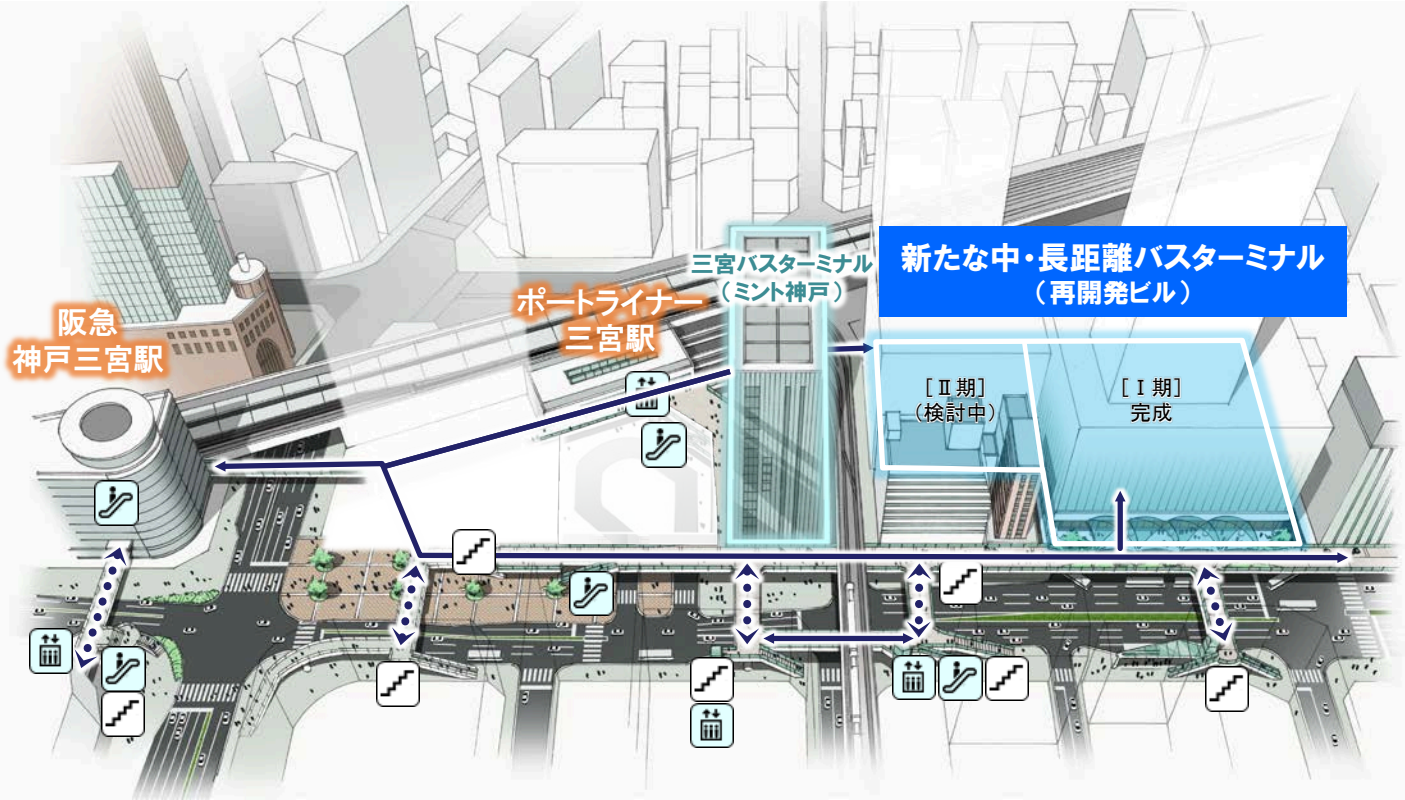 新たな中・長距離バスターミナル
（再開発ビル）
三宮バスターミナル
（ミント神戸）
ポートライナー
三宮駅
阪急
神戸三宮駅
［Ⅱ期］
（検討中）
［Ⅰ期］
完成